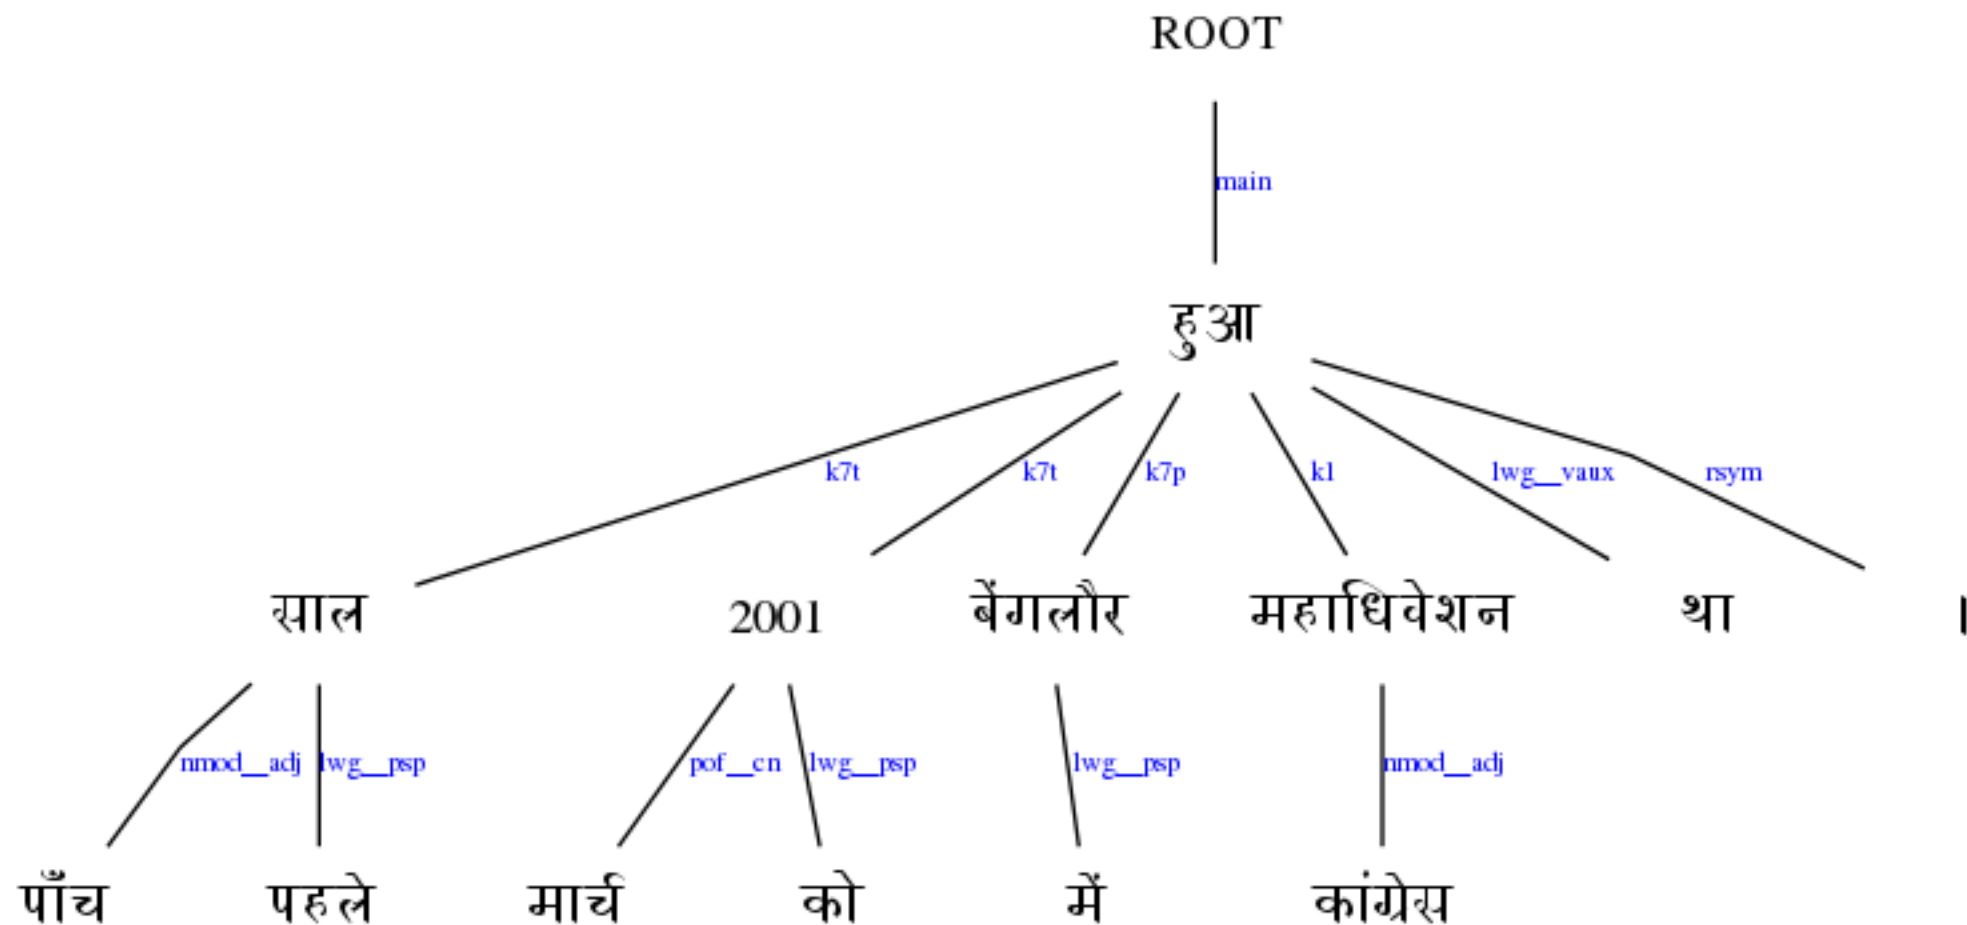 ROOT
main
हुआ
k7t k7t k7p k1 lwg__vaux rsym
साल 2001 बेंगलौर महाधिवेशन था ।
nmod__adj lwg__psp pof__cn lwg__psp lwg__psp nmod__adj
पाँच पहले मार्च को में कांग्रेस